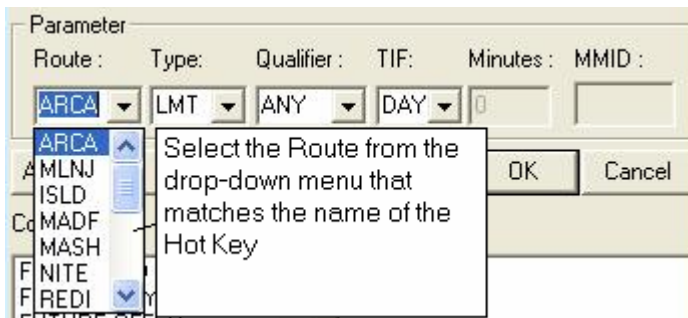 Parameter
Route : Type: Qualifier : TIF: Minutes : MMID :
ARCA LMT ANY DAY 0
ARCA
MLNJ
ISLD
MADF
MASH
NITE
REDI
Select the Route from the
drop-down menu that
matches the name of the
Hot Key
OK Cancel